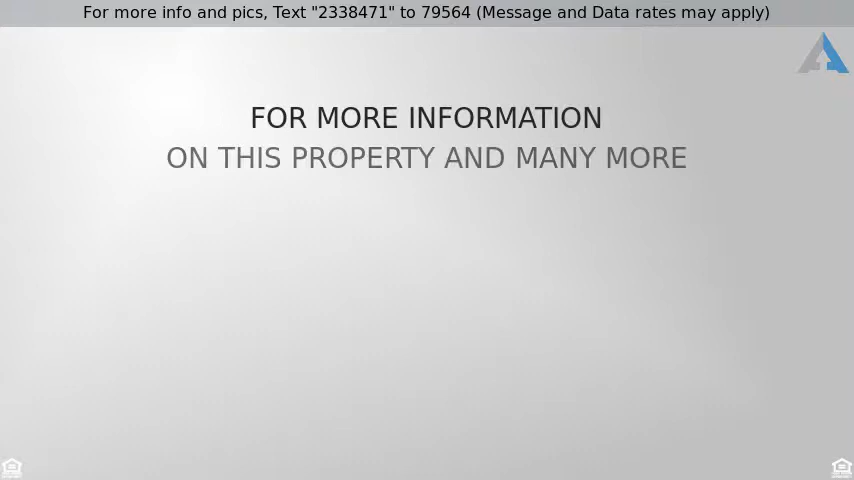 For more info and pics, Text "2338471" to 79564 (Message and Data rates may apply)
FOR MORE INFORMATION
ON THIS PROPERTY AND MANY MORE